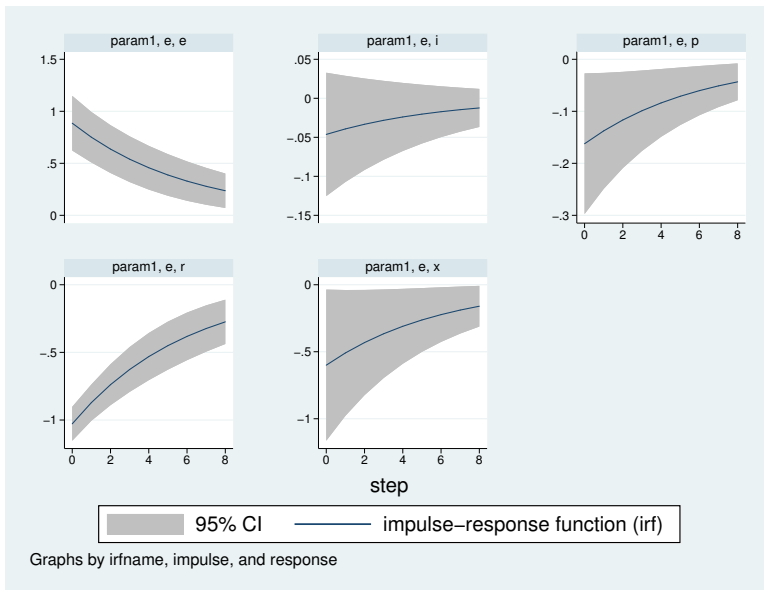 param1, e, e
param1, e, i
param1, e, p
1.5
1
.5
0
.05
0
−.05
−.1
−.15
0
−.1
−.2
−.3
0 2 4 6 8
param1, e, r
param1, e, x
0
−.5
−1
0
−.5
−1
0 2 4 6 8
0 2 4 6 8
step
95% CI impulse−response function (irf)
Graphs by irfname, impulse, and response